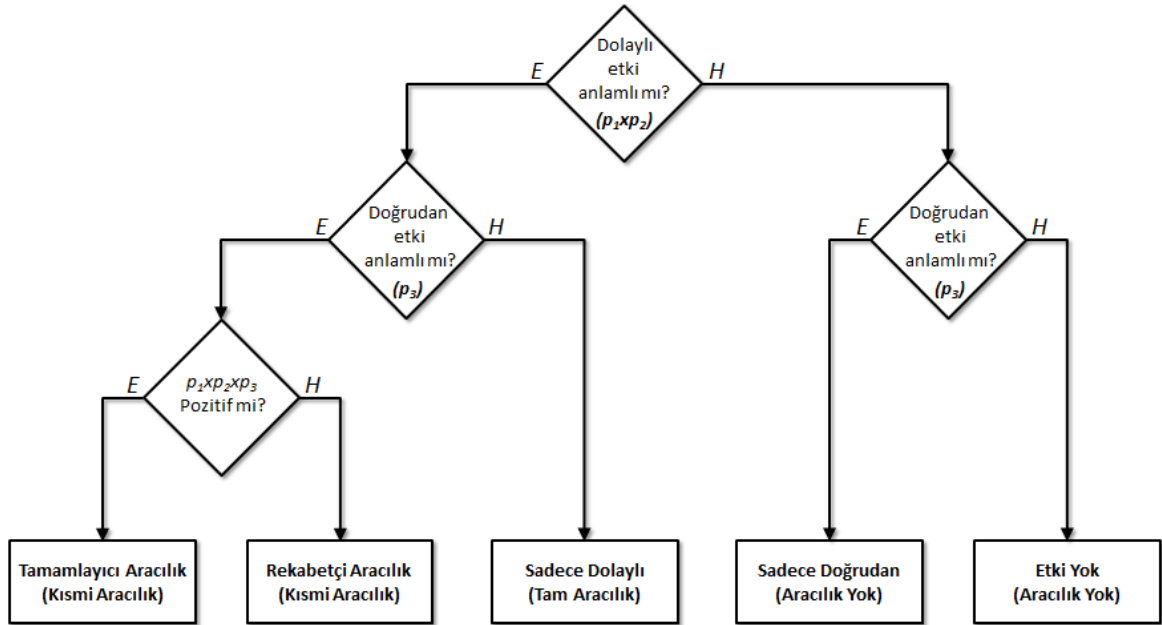 Dolaylı
etki
anlamlı mı?
(p₁xp₂)
E
H
Doğrudan
etki
anlamlı mı?
(p₃)
E
H
Doğrudan
etki
anlamlı mı?
(p₃)
E
H
p₁xp₂xp₃
Pozitif mi?
E
H
Tamamlayıcı Aracılık
(Kısmi Aracılık)
Rekabetçi Aracılık
(Kısmi Aracılık)
Sadece Dolaylı
(Tam Aracılık)
Sadece Doğrudan
(Aracılık Yok)
Etki Yok
(Aracılık Yok)